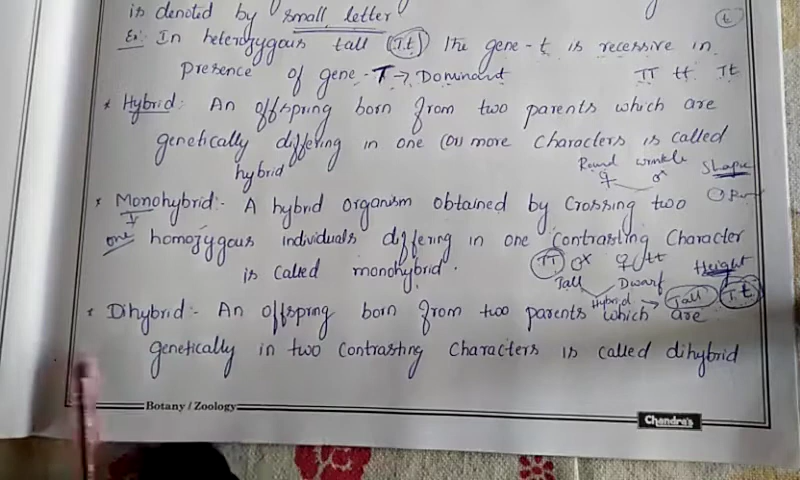 is denoted by small letter
t
Ex:- In heterozygous tall (T.t) the gene-t is recessive in
presence of gene-T → Dominant TT tt Tt
* Hybrid: An offspring born from two parents which are
genetically differing in one (or) more characters is called
hybrid
Round wrinkle Shape
♀ ♂
* Monohybrid:- A hybrid organism obtained by crossing two
one homozygous individuals differing in one contrasting character
is called monohybrid. TT ♂ x ♀ tt Height
Tall Dwarf
Hybrid → Tall T.t
* Dihybrid:- An offspring born from two parents which are
genetically in two contrasting characters is called dihybrid
Botany / Zoology
Chandra's